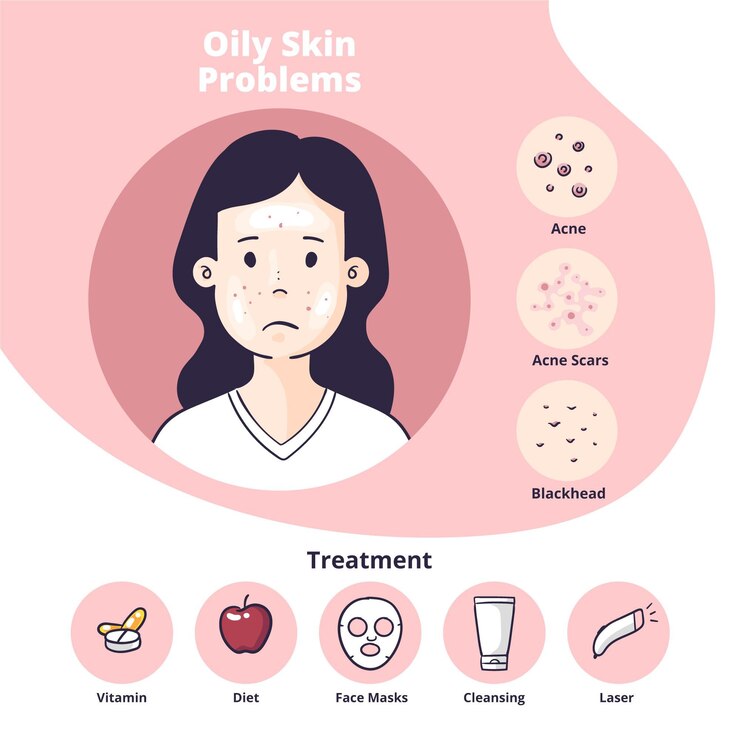 Oily Skin
Problems
Acne
Acne Scars
Blackhead
Treatment
Vitamin
Diet
Face Masks
Cleansing
Laser